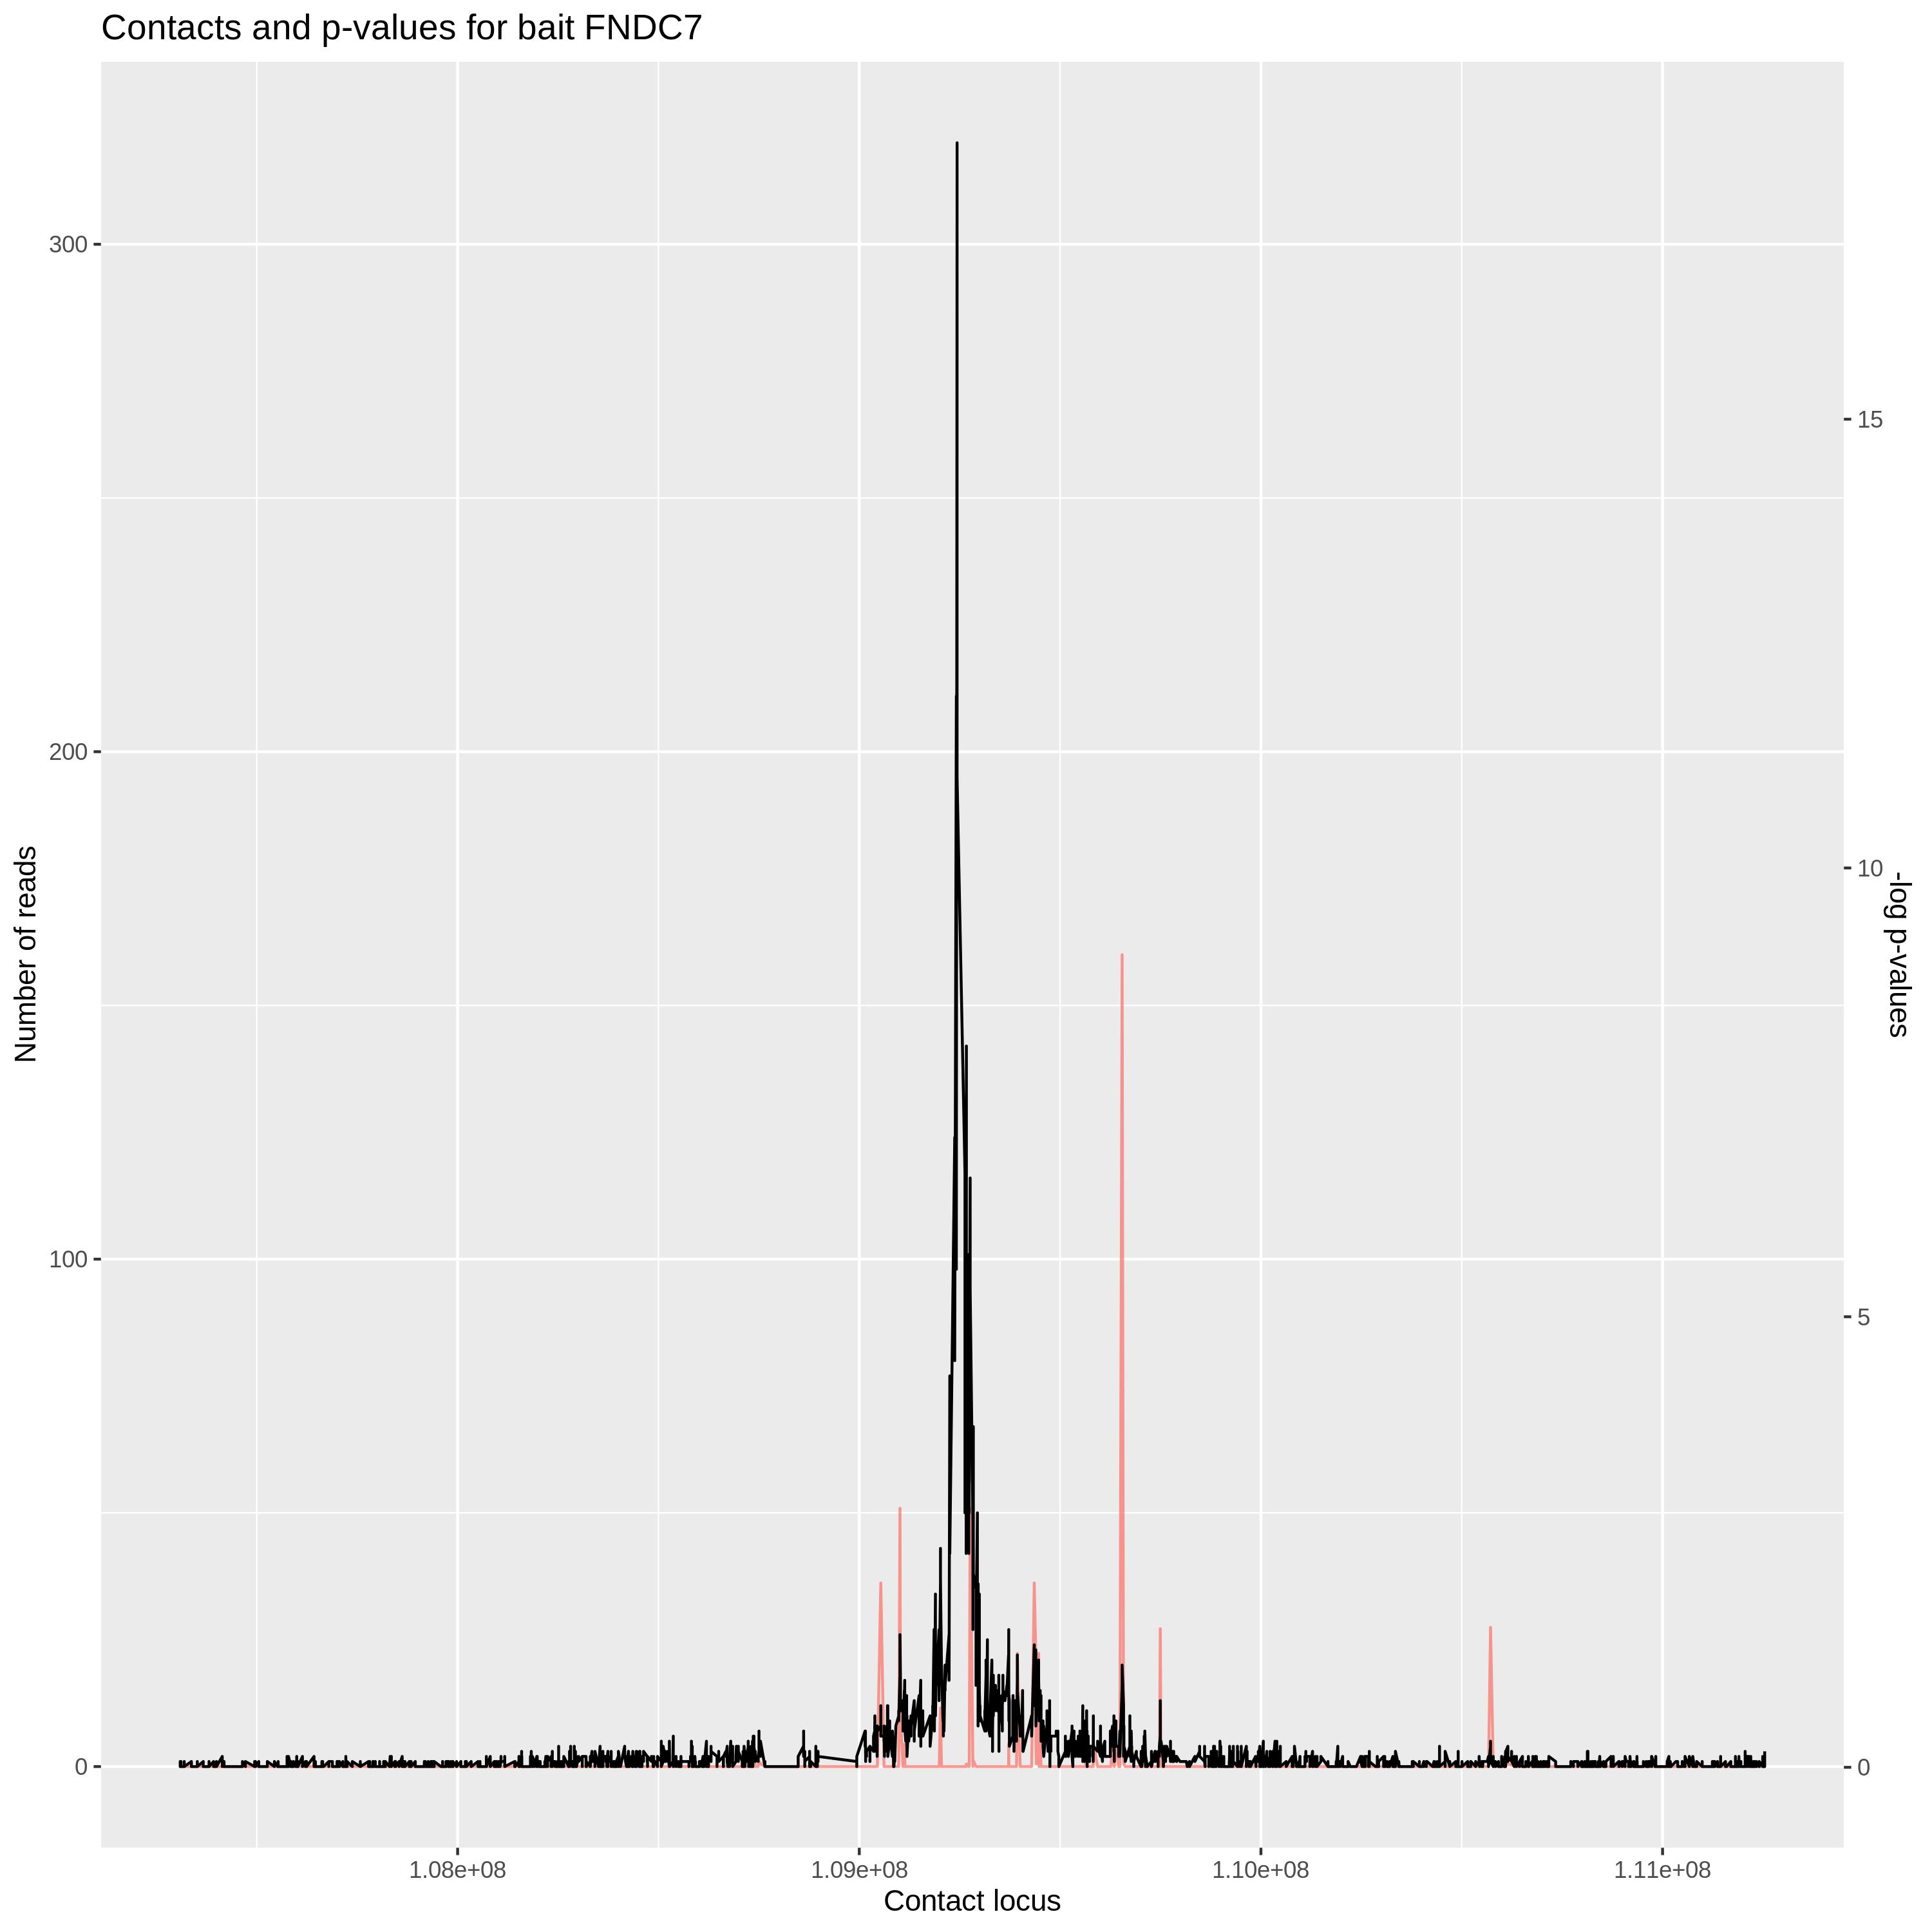 Contacts and p-values for bait FNDC7
300
200
100
0
Number of reads
15
10
5
0
-log p-values
1.08e+08
1.09e+08
1.10e+08
1.11e+08
Contact locus